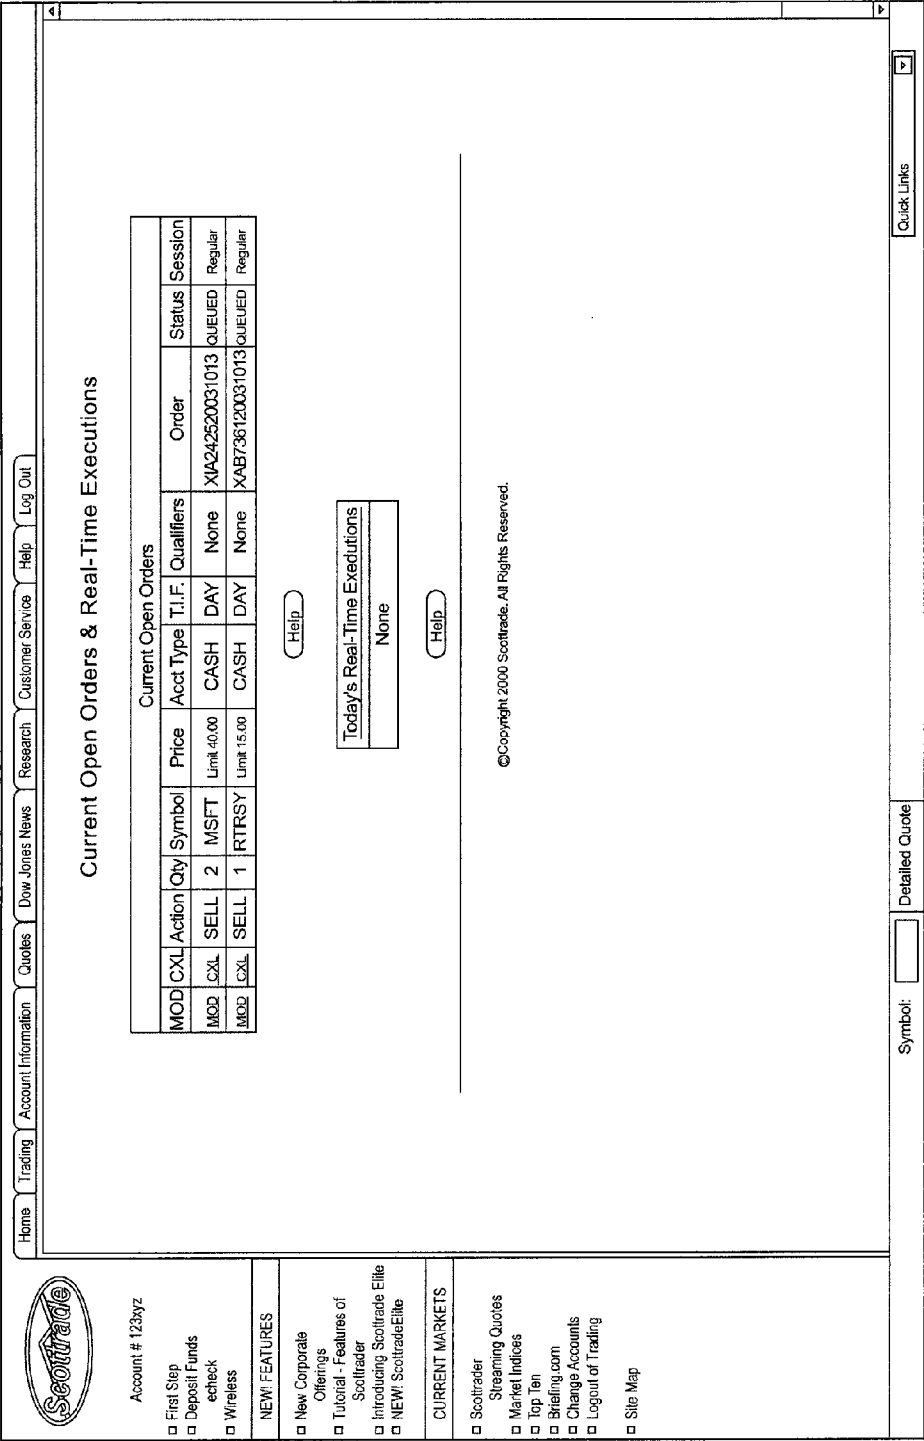 Home Trading Account Information Quotes Dow Jones News Research Customer Service Help Log Out
Scottrade
Account # 123xyz
First Step
Deposit Funds
echeck
Wireless
NEW! FEATURES
New Corporate
Offerings
Tutorial - Features of
Scottrader
Introducing Scottrade Elite
NEW! ScottradeElite
CURRENT MARKETS
Scottrader
Streaming Quotes
Market Indices
Top Ten
Briefing.com
Change Accounts
Logout of Trading
Site Map
Current Open Orders & Real-Time Executions
Current Open Orders
MOD CXL Action Qty Symbol Price Acct Type T.I.F. Qualifiers Order Status Session
MOD CXL SELL 2 MSFT Limit 40.00 CASH DAY None XIA242520031013 QUEUED Regular
MOD CXL SELL 1 RTRSY Limit 15.00 CASH DAY None XAB736120031013 QUEUED Regular
Help
Today's Real-Time Exedutions
None
Help
©Copyright 2000 Scottrade. All Rights Reserved.
Symbol: Detailed Quote Quick Links